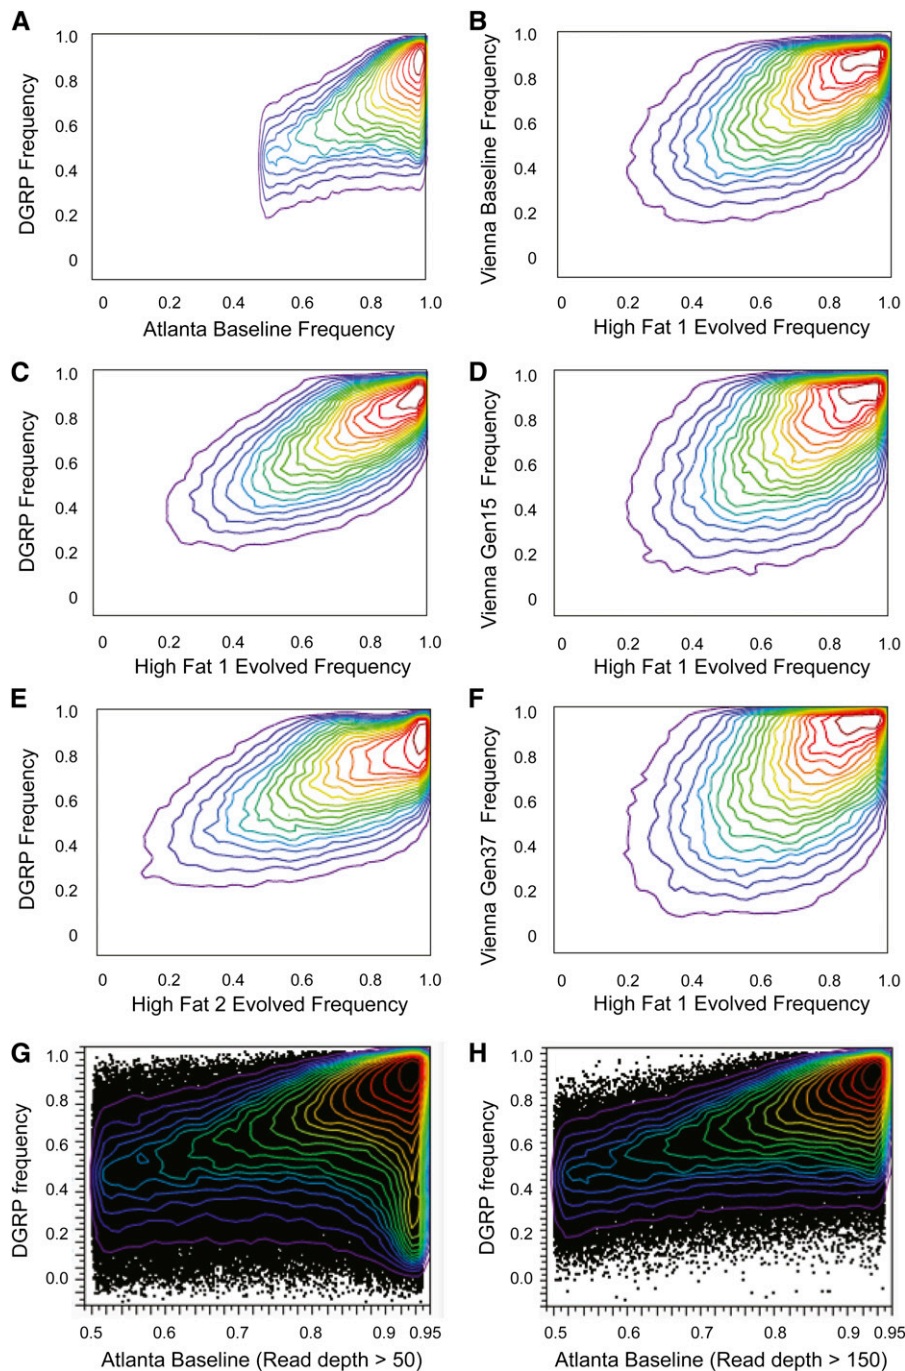 A
1.0
0.8
0.6
0.4
0.2
0
DGRP Frequency
0 0.2 0.4 0.6 0.8 1.0
Atlanta Baseline Frequency
B
1.0
0.8
0.6
0.4
0.2
0
Vienna Baseline Frequency
0 0.2 0.4 0.6 0.8 1.0
High Fat 1 Evolved Frequency
C
1.0
0.8
0.6
0.4
0.2
0
DGRP Frequency
0 0.2 0.4 0.6 0.8 1.0
High Fat 1 Evolved Frequency
D
1.0
0.8
0.6
0.4
0.2
0
Vienna Gen15 Frequency
0 0.2 0.4 0.6 0.8 1.0
High Fat 1 Evolved Frequency
E
1.0
0.8
0.6
0.4
0.2
0
DGRP Frequency
0 0.2 0.4 0.6 0.8 1.0
High Fat 2 Evolved Frequency
F
1.0
0.8
0.6
0.4
0.2
0
Vienna Gen37 Frequency
0 0.2 0.4 0.6 0.8 1.0
High Fat 1 Evolved Frequency
G
1.0
0.8
0.6
0.4
0.2
0.0
DGRP frequency
0.5 0.6 0.7 0.8 0.9 0.95
Atlanta Baseline (Read depth > 50)
H
1.0
0.8
0.6
0.4
0.2
0.0
DGRP frequency
0.5 0.6 0.7 0.8 0.9 0.95
Atlanta Baseline (Read depth > 150)